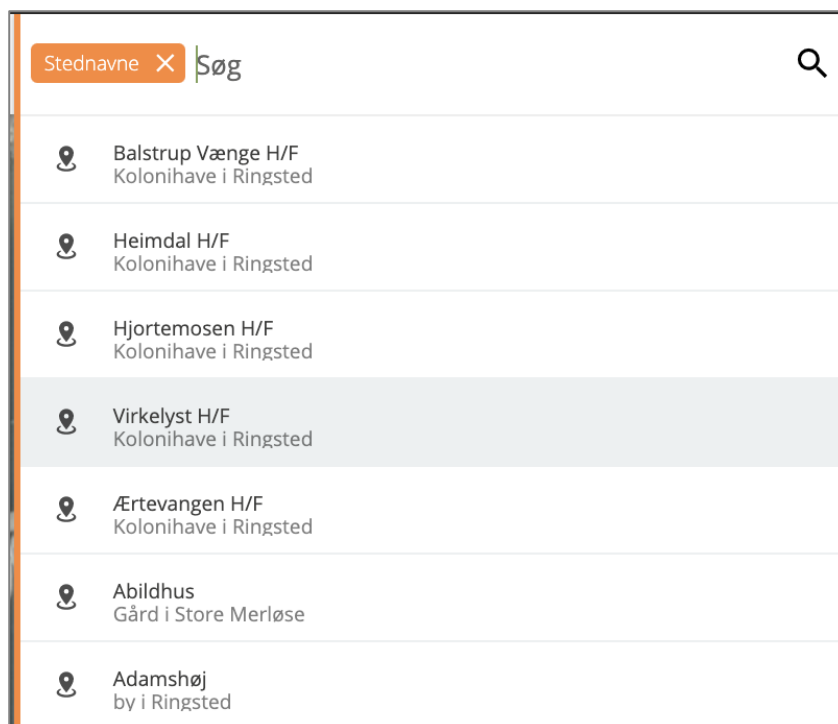 Stednavne
Søg
Balstrup Vænge H/F
Kolonihave i Ringsted
Heimdal H/F
Kolonihave i Ringsted
Hjortemosen H/F
Kolonihave i Ringsted
Virkelyst H/F
Kolonihave i Ringsted
Ærtevangen H/F
Kolonihave i Ringsted
Abildhus
Gård i Store Merløse
Adamshøj
by i Ringsted